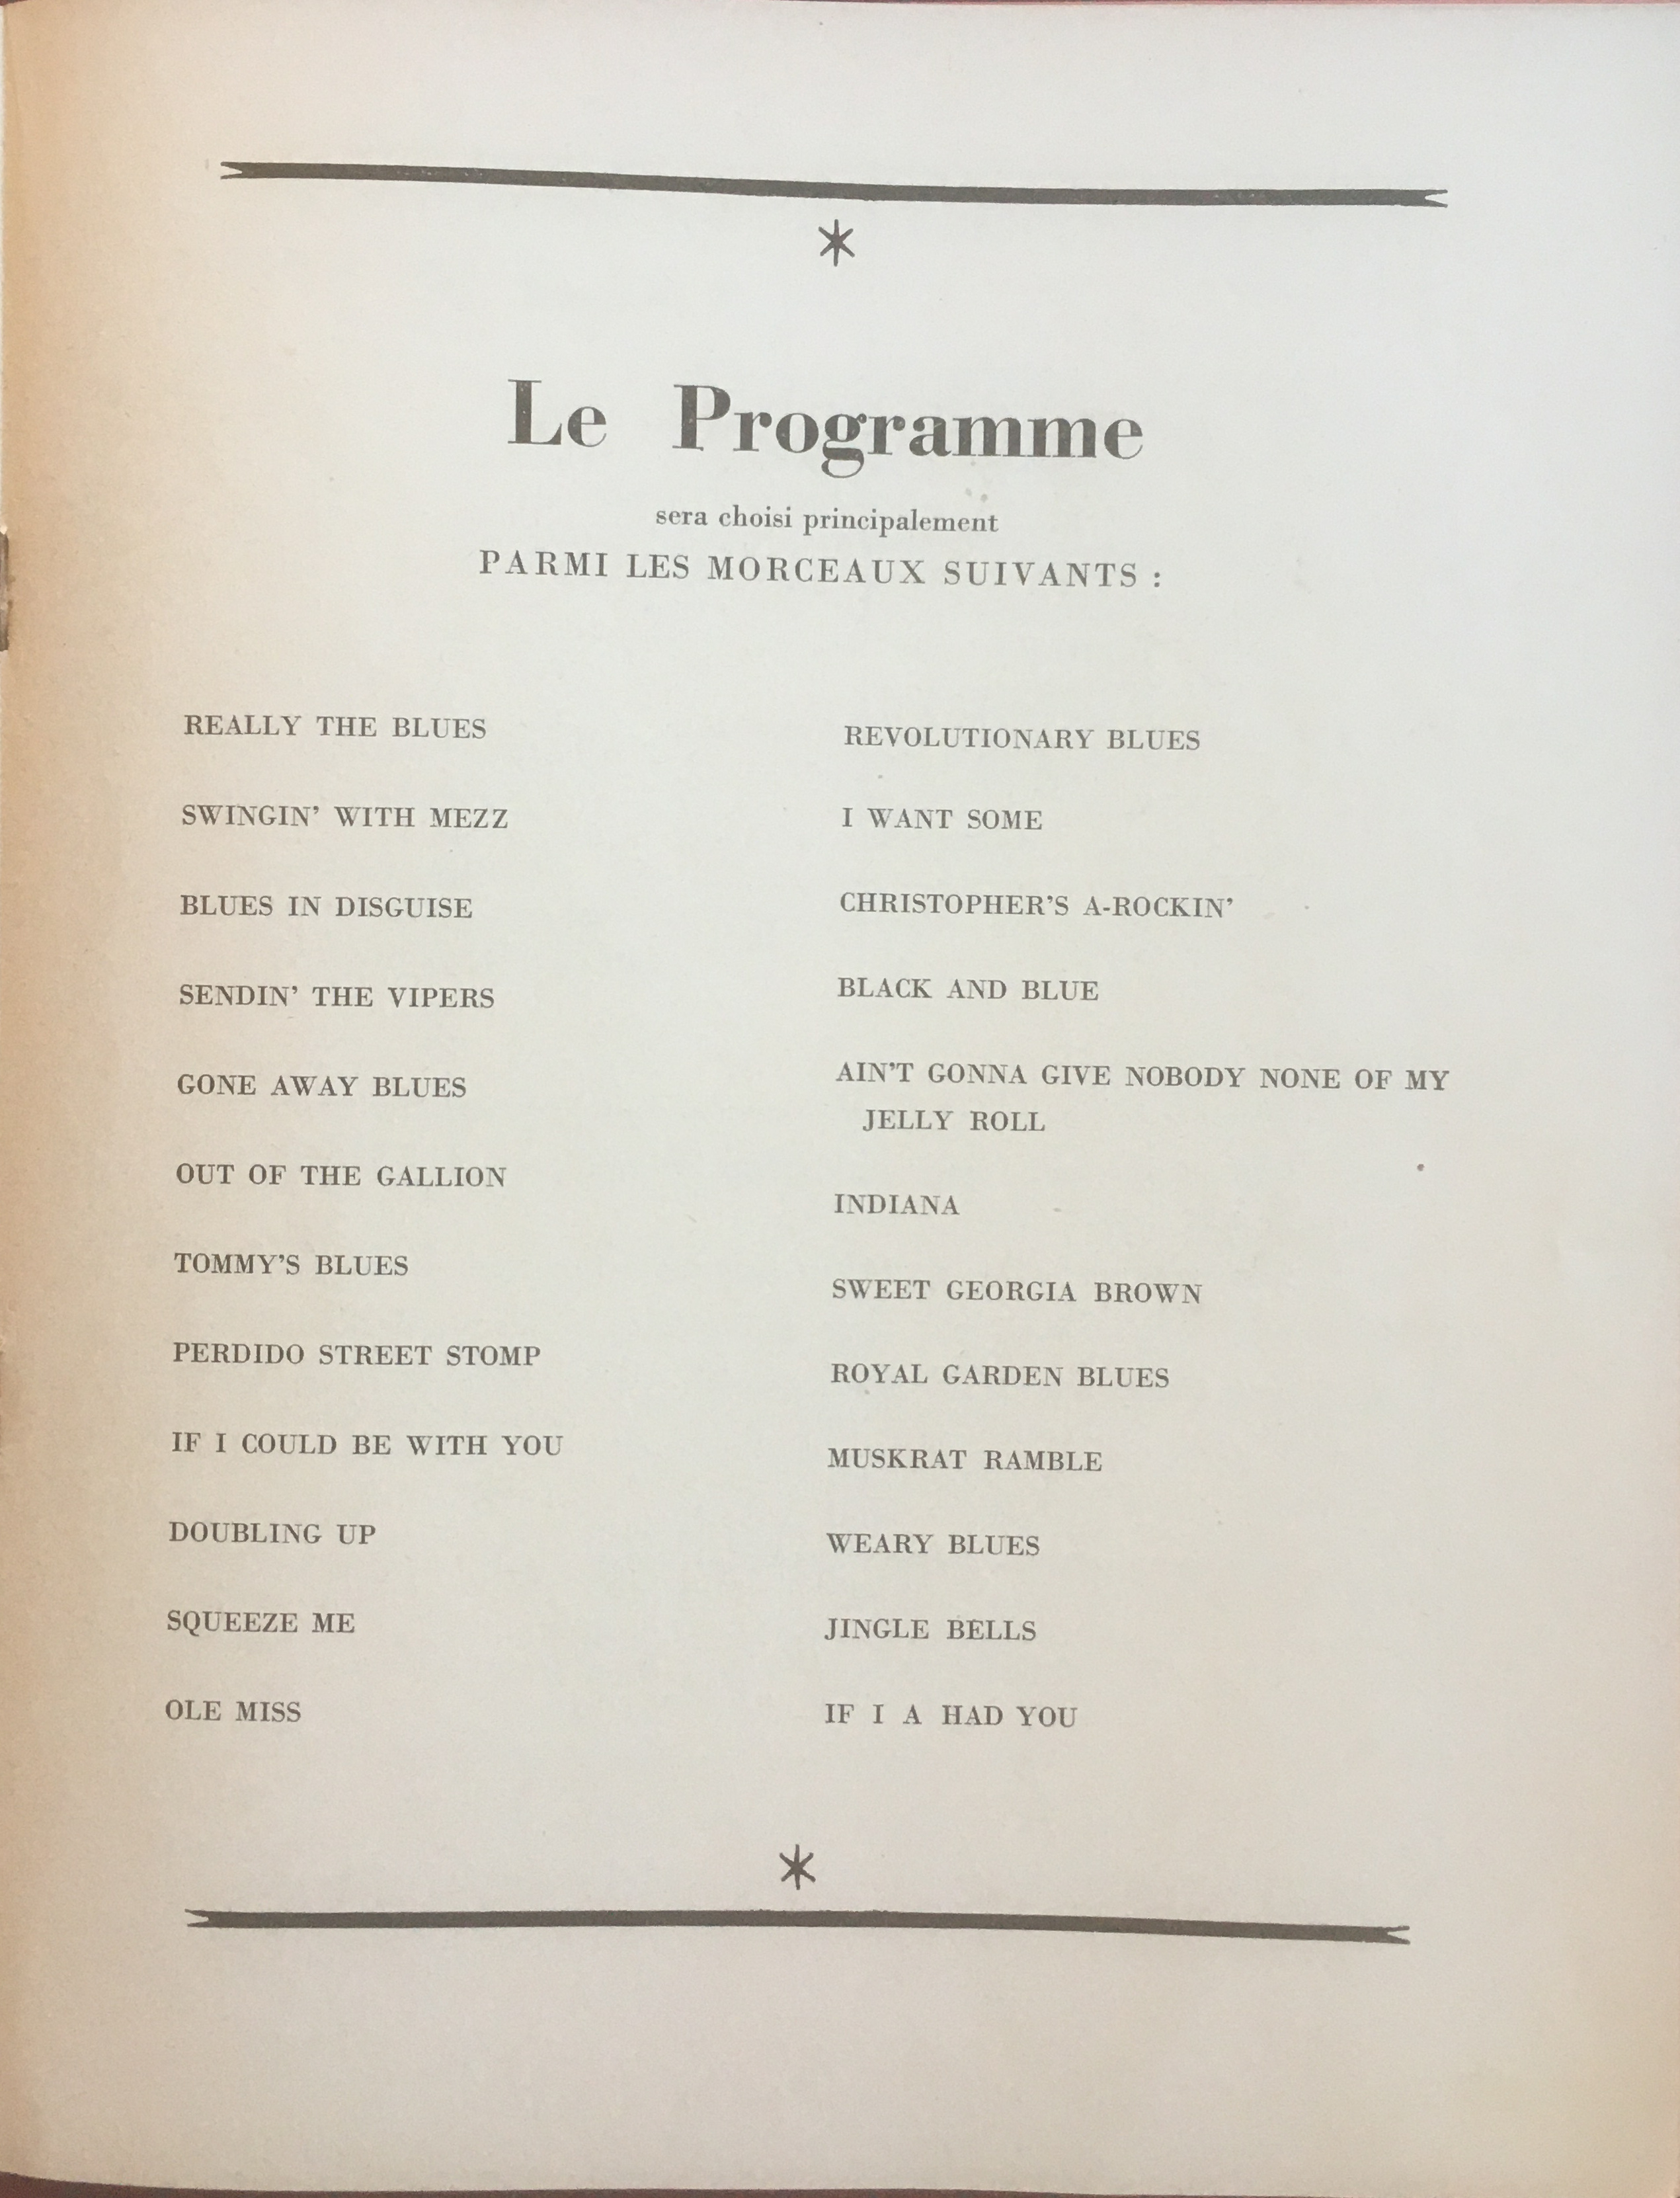 Le Programme
sera choisi principalement
PARMI LES MORCEAUX SUIVANTS :
REALLY THE BLUES
SWINGIN' WITH MEZZ
BLUES IN DISGUISE
SENDIN' THE VIPERS
GONE AWAY BLUES
OUT OF THE GALLION
TOMMY'S BLUES
PERDIDO STREET STOMP
IF I COULD BE WITH YOU
DOUBLING UP
SQUEEZE ME
OLE MISS
REVOLUTIONARY BLUES
I WANT SOME
CHRISTOPHER'S A-ROCKIN'
BLACK AND BLUE
AIN'T GONNA GIVE NOBODY NONE OF MY
JELLY ROLL
INDIANA
SWEET GEORGIA BROWN
ROYAL GARDEN BLUES
MUSKRAT RAMBLE
WEARY BLUES
JINGLE BELLS
IF I A HAD YOU